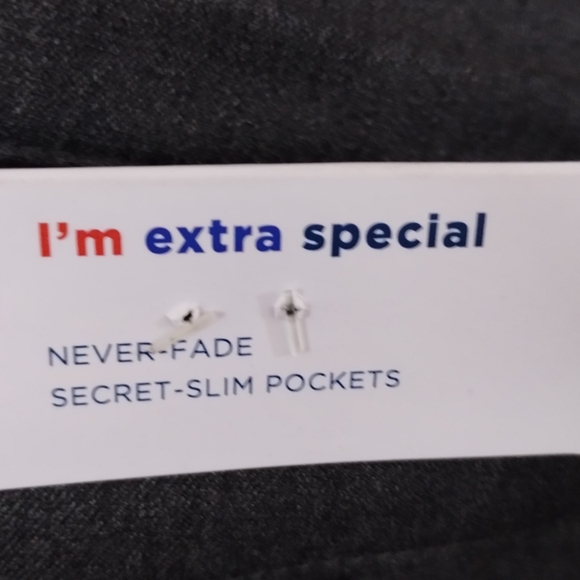 I'm extra special
NEVER-FADE
SECRET-SLIM POCKETS